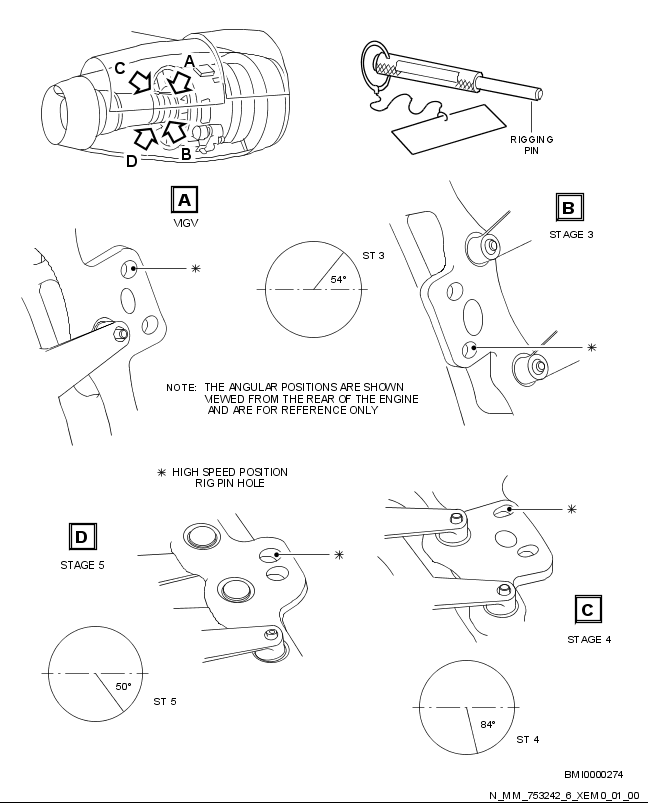 C
A
D
B
RIGGING
PIN
A
VIGV
B
STAGE 3
ST 3
54°
*
*
NOTE: THE ANGULAR POSITIONS ARE SHOWN
VIEWED FROM THE REAR OF THE ENGINE
AND ARE FOR REFERENCE ONLY
* HIGH SPEED POSITION
RIG PIN HOLE
D
STAGE 5
*
*
C
STAGE 4
50°
ST 5
84°
ST 4
BMI0000274
N_MM_753242_6_XEM0_01_00